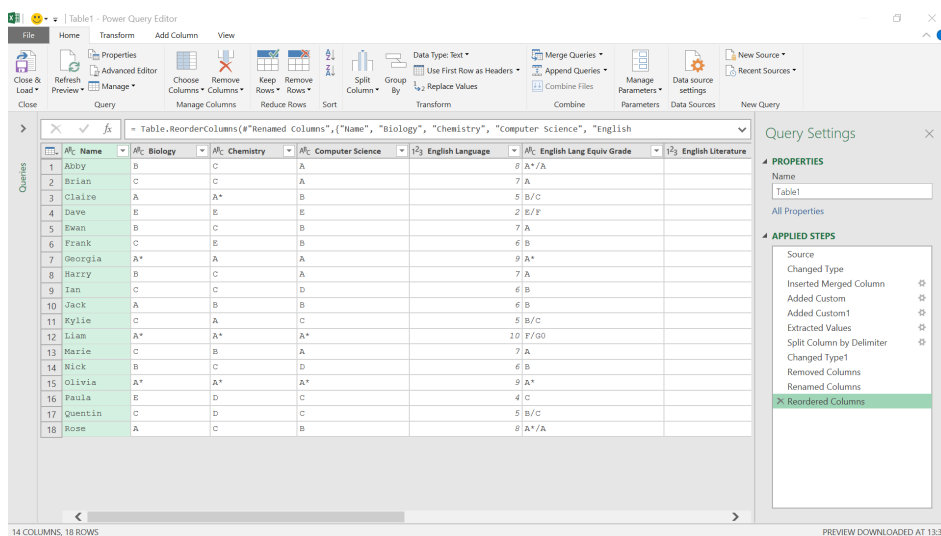 Table1 - Power Query Editor
File Home Transform Add Column View
Close & Load
Refresh Preview
Properties
Advanced Editor
Manage
Choose Columns
Remove Columns
Keep Rows
Remove Rows
Split Column
Group By
Data Type: Text
Use First Row as Headers
Replace Values
Merge Queries
Append Queries
Combine Files
Manage Parameters
Data source settings
New Source
Recent Sources
Close Query Manage Columns Reduce Rows Sort Transform Combine Parameters Data Sources New Query
fx = Table.ReorderColumns(#"Renamed Columns",{"Name", "Biology", "Chemistry", "Computer Science", "English
Queries
ABC Name ABC Biology ABC Chemistry ABC Computer Science 123 English Language ABC English Lang Equiv Grade 123 English Literature
1 Abby B C A 8 A*/A
2 Brian C C A 7 A
3 Claire A A* B 5 B/C
4 Dave E E E 2 E/F
5 Ewan B C B 7 A
6 Frank C E B 6 B
7 Georgia A* A A 9 A*
8 Harry B C A 7 A
9 Ian C C D 6 B
10 Jack A B B 6 B
11 Kylie C A C 5 B/C
12 Liam A* A* A* 10 F/G0
13 Marie C B A 7 A
14 Nick B C D 6 B
15 Olivia A* A* A* 9 A*
16 Paula E D C 4 C
17 Quentin C D C 5 B/C
18 Rose A C B 8 A*/A
Query Settings
PROPERTIES
Name
Table1
All Properties
APPLIED STEPS
Source
Changed Type
Inserted Merged Column
Added Custom
Added Custom1
Extracted Values
Split Column by Delimiter
Changed Type1
Removed Columns
Renamed Columns
Reordered Columns
14 COLUMNS, 18 ROWS
PREVIEW DOWNLOADED AT 13:3